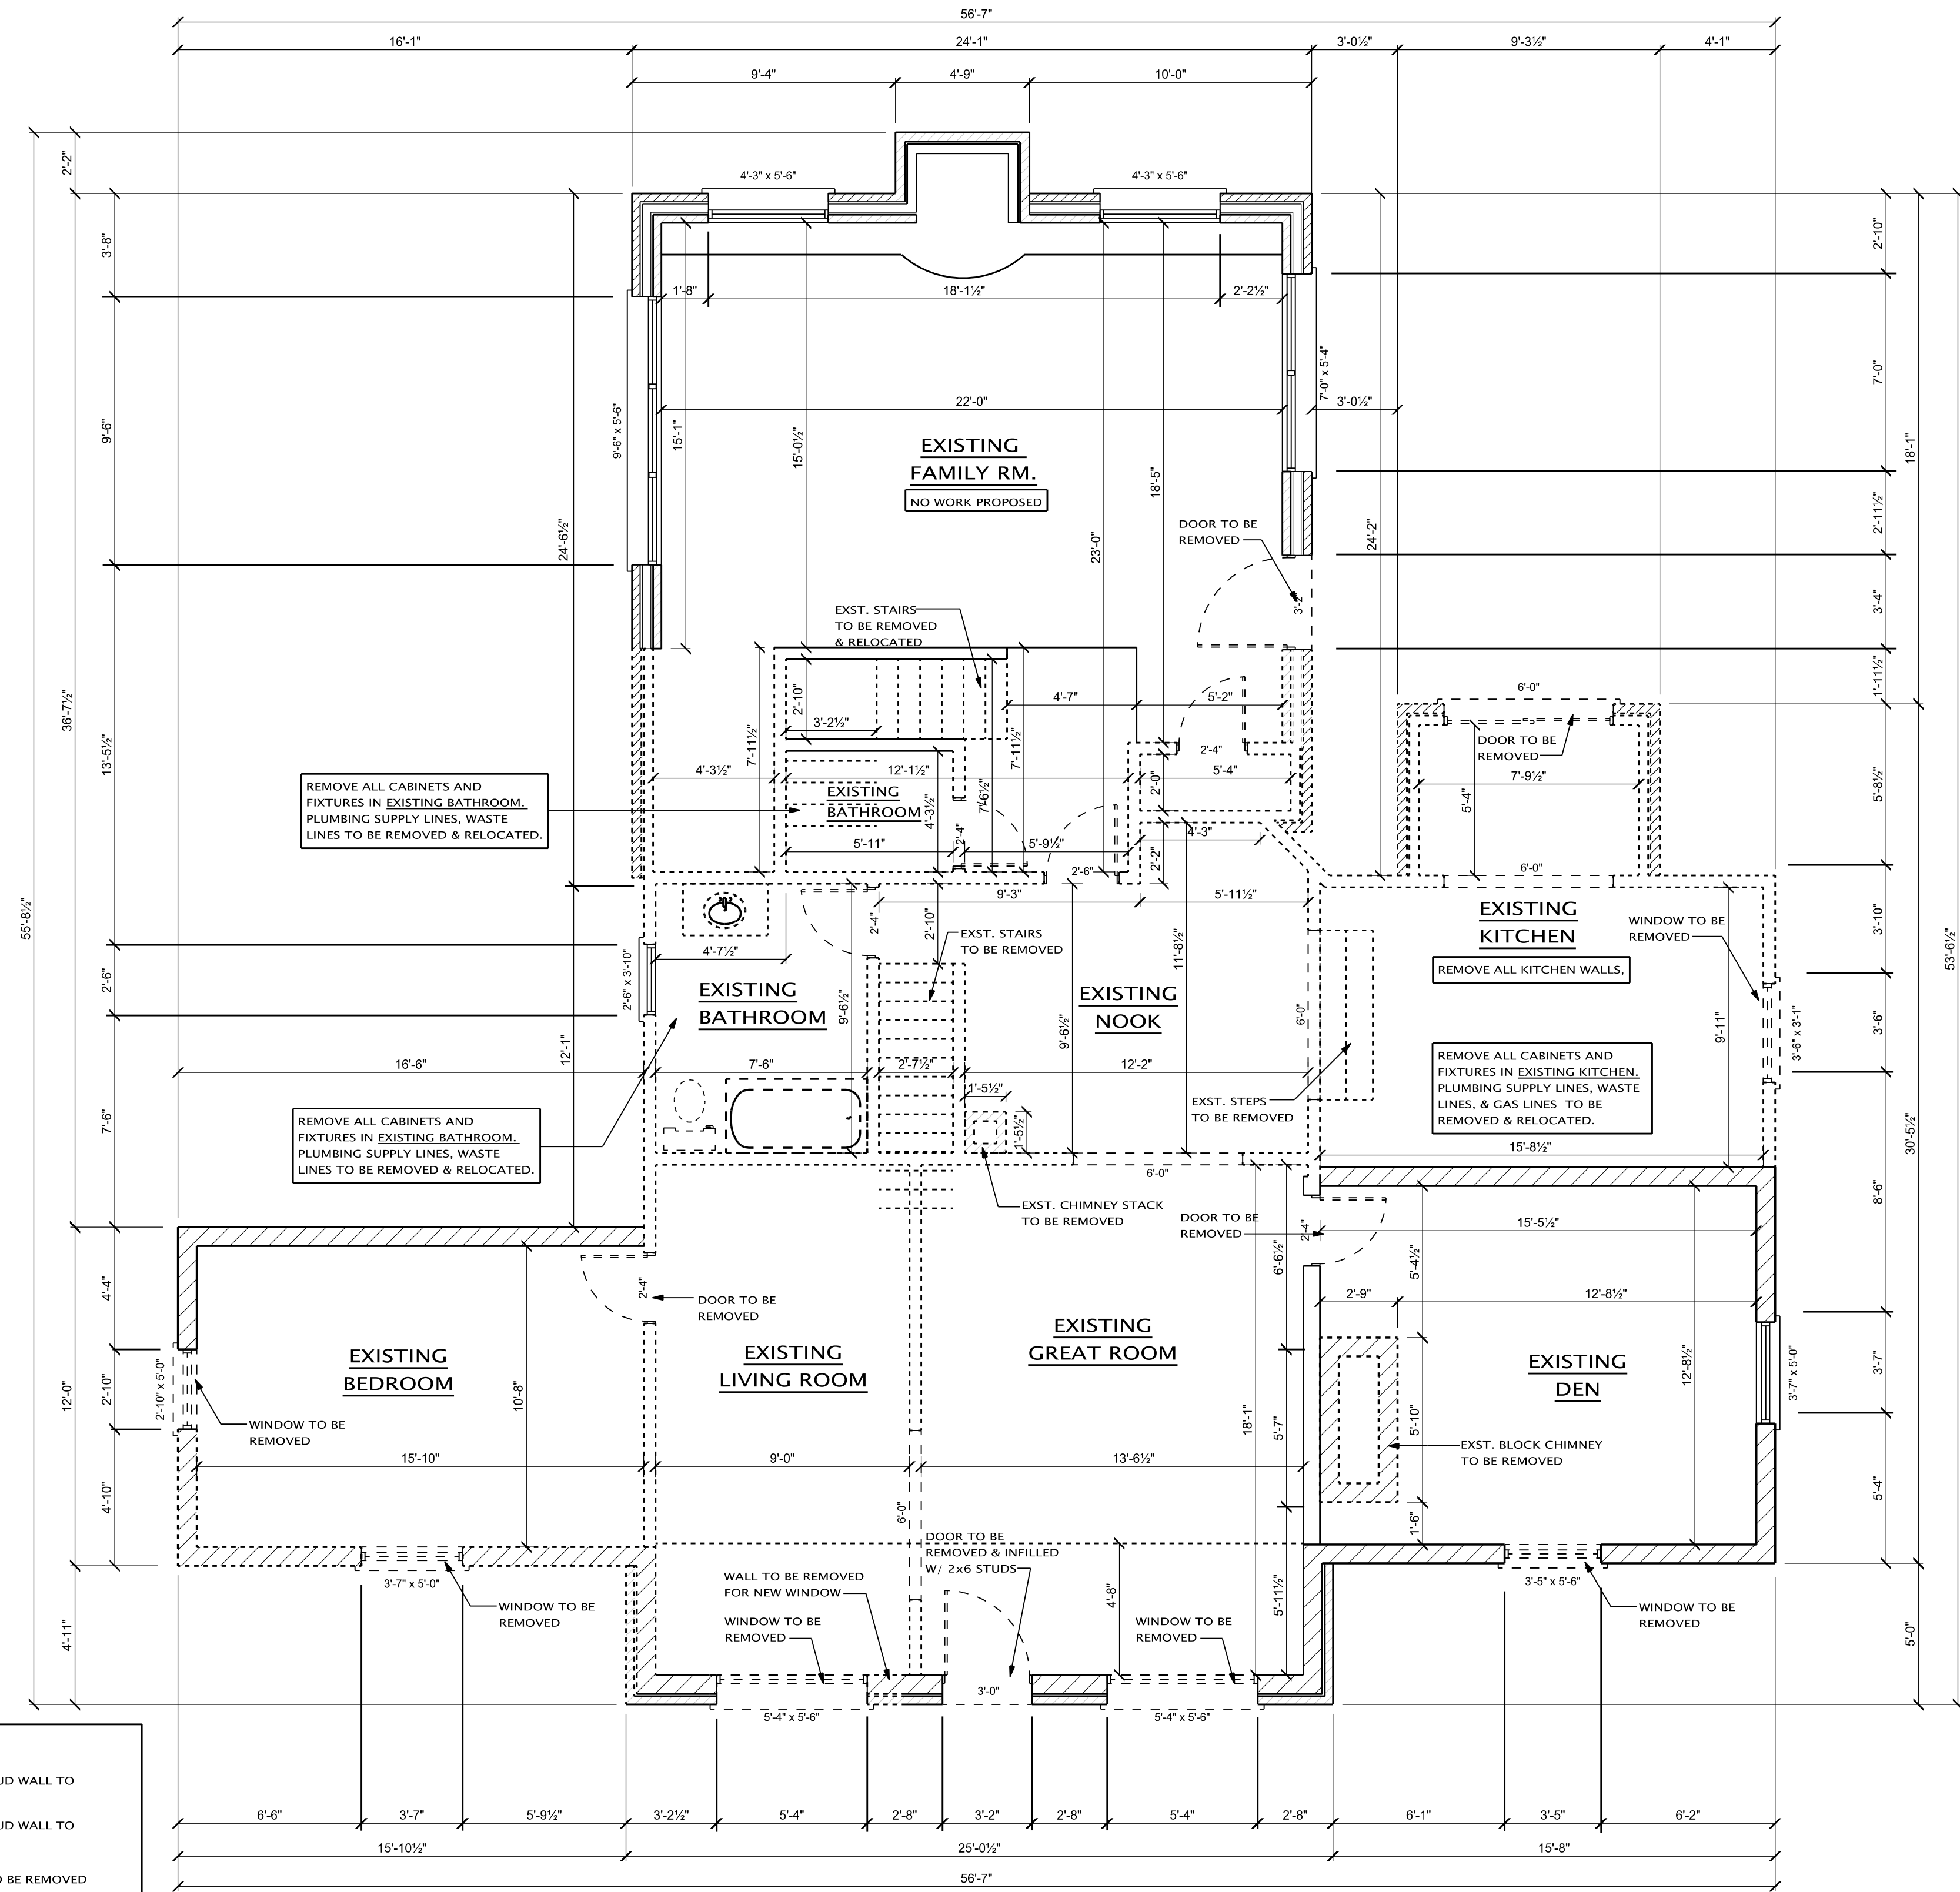 56'-7"
16'-1" 24'-1" 3'-0½" 9'-3½" 4'-1"
9'-4" 4'-9" 10'-0"
2'-2"
4'-3" x 5'-6" 4'-3" x 5'-6"
3'-8"
2'-10"
1'-8" 18'-1½" 2'-2½"
9'-6"
9'-6" x 5'-6"
15'-1"
15'-0½"
22'-0"
7'-0" x 5'-4"
3'-0½"
7'-0"
18'-1"
EXISTING
FAMILY RM.
NO WORK PROPOSED
18'-5"
23'-0"
24'-6½"
24'-2"
2'-11½"
DOOR TO BE
REMOVED
3'-2"
3'-4"
EXST. STAIRS
TO BE REMOVED
& RELOCATED
36'-7½"
13'-5½"
2'-10"
3'-2½"
4'-7" 5'-2"
7'-11½"
7'-11½"
1'-11½"
6'-0"
DOOR TO BE
REMOVED
2'-4"
4'-3½" 12'-1½" 5'-4"
2'-0"
7'-9½"
5'-4"
5'-8½"
REMOVE ALL CABINETS AND
FIXTURES IN EXISTING BATHROOM.
PLUMBING SUPPLY LINES, WASTE
LINES TO BE REMOVED & RELOCATED.
EXISTING
BATHROOM
4'-3½"
7'-6½"
2'-4"
5'-11" 5'-9½"
4'-3"
2'-2"
2'-6"
6'-0"
55'-8½"
53'-6½"
9'-3" 5'-11½"
2'-4"
2'-10"
4'-7½"
EXST. STAIRS
TO BE REMOVED
11'-8½"
EXISTING
KITCHEN
REMOVE ALL KITCHEN WALLS,
WINDOW TO BE
REMOVED
3'-10"
2'-6"
2'-6" x 3'-10"
EXISTING
BATHROOM
9'-6½"
EXISTING
NOOK
9'-6½"
6'-0"
9'-11"
3'-6" x 3'-1"
3'-6"
12'-1"
16'-6" 7'-6" 2'-7½" 12'-2"
1'-5½"
1'-5½"
7'-6"
EXST. STEPS
TO BE REMOVED
REMOVE ALL CABINETS AND
FIXTURES IN EXISTING KITCHEN.
PLUMBING SUPPLY LINES, WASTE
LINES, & GAS LINES TO BE
REMOVED & RELOCATED.
15'-8½"
30'-5½"
8'-6"
REMOVE ALL CABINETS AND
FIXTURES IN EXISTING BATHROOM.
PLUMBING SUPPLY LINES, WASTE
LINES TO BE REMOVED & RELOCATED.
6'-0"
EXST. CHIMNEY STACK
TO BE REMOVED
DOOR TO BE
REMOVED
2'-4"
15'-5½"
6'-6½"
5'-4½"
4'-4"
2'-4"
DOOR TO BE
REMOVED
2'-9" 12'-8½"
EXISTING
BEDROOM
EXISTING
LIVING ROOM
EXISTING
GREAT ROOM
EXISTING
DEN
12'-8½"
3'-7" x 5'-0"
3'-7"
12'-0"
2'-10"
2'-10" x 5'-0"
10'-8"
WINDOW TO BE
REMOVED
18'-1"
5'-7"
5'-10"
EXST. BLOCK CHIMNEY
TO BE REMOVED
15'-10" 9'-0" 13'-6½"
4'-10"
6'-0"
1'-6"
5'-4"
DOOR TO BE
REMOVED & INFILLED
W/ 2×6 STUDS
3'-7" x 5'-0"
WINDOW TO BE
REMOVED
WALL TO BE REMOVED
FOR NEW WINDOW
WINDOW TO BE
REMOVED
4'-8"
5'-11½"
WINDOW TO BE
REMOVED
3'-5" x 5'-6"
WINDOW TO BE
REMOVED
4'-11"
5'-0"
3'-0"
5'-4" x 5'-6" 5'-4" x 5'-6"
UD WALL TO
UD WALL TO
O BE REMOVED
6'-6" 3'-7" 5'-9½" 3'-2½" 5'-4" 2'-8" 3'-2" 2'-8" 5'-4" 2'-8" 6'-1" 3'-5" 6'-2"
15'-10½" 25'-0½" 15'-8"
56'-7"